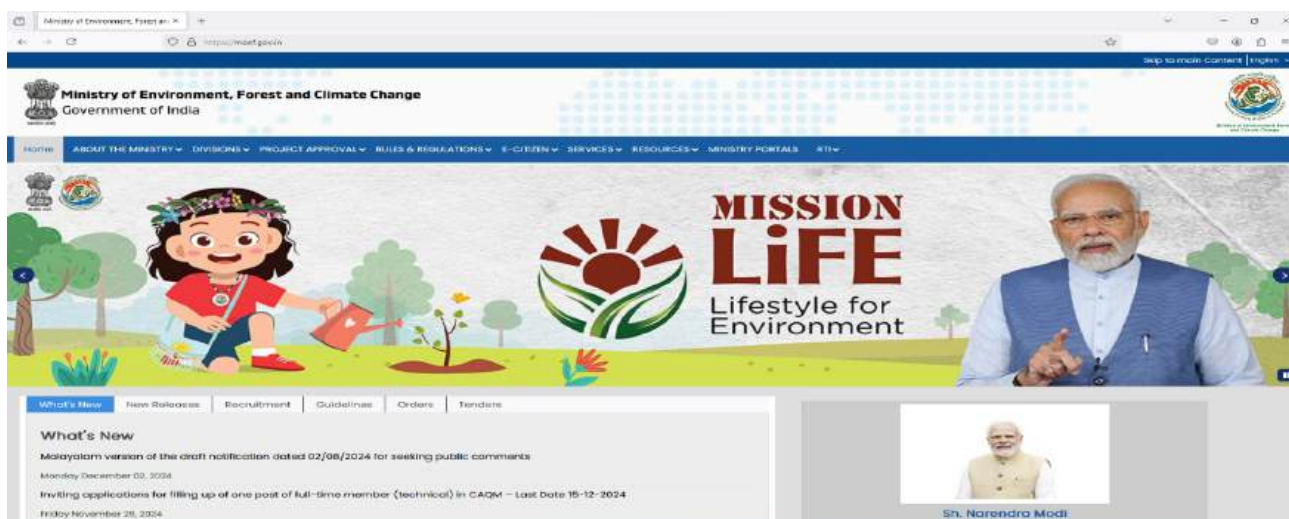 Ministry of Environment, Forest an
https://moef.gov.in
Skip to main Content | English
Ministry of Environment, Forest and Climate Change
Government of India
Home ABOUT THE MINISTRY DIVISIONS PROJECT APPROVAL RULES & REGULATIONS E-CITIZEN SERVICES RESOURCES MINISTRY PORTALS RTI
MISSION
LiFE
Lifestyle for
Environment
What's New New Releases Recruitment Guidelines Orders Tenders
What's New
Malayalam version of the draft notification dated 02/08/2024 for seeking public comments
Monday December 02, 2024
Inviting applications for filling up of one post of full-time member (technical) in CAQM – Last Date 15-12-2024
Friday November 29, 2024
Sh. Narendra Modi